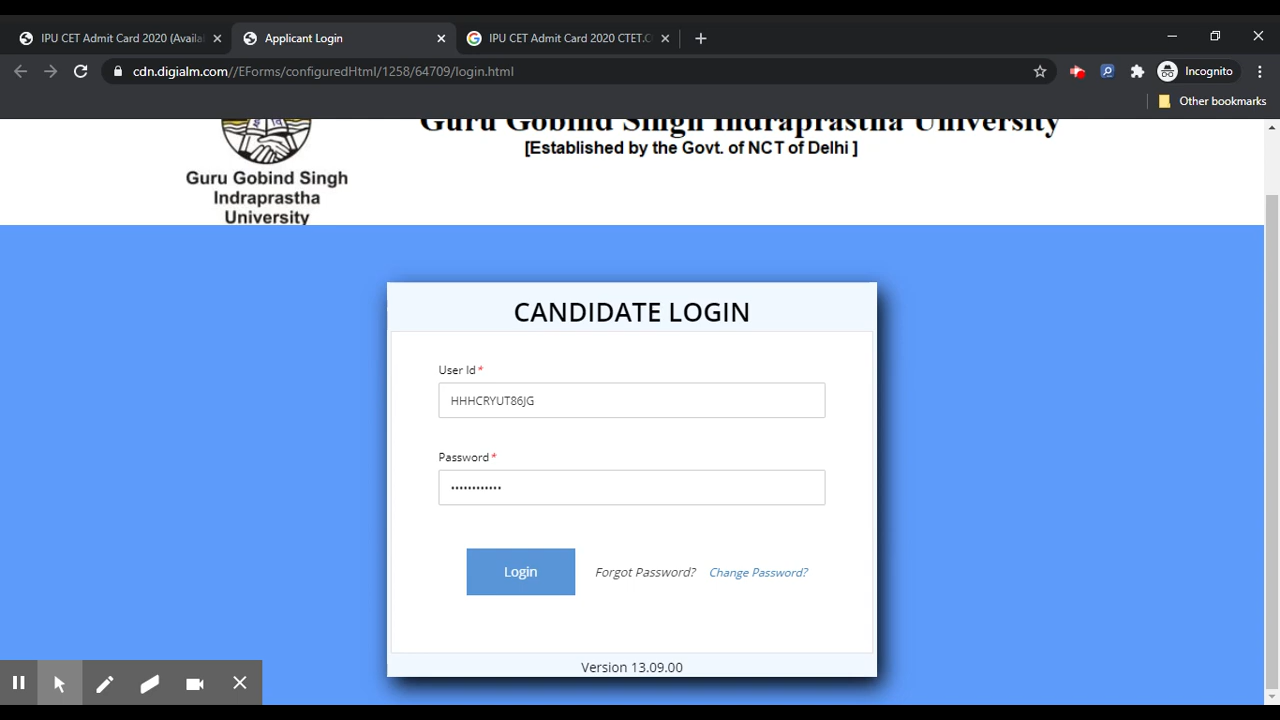 IPU CET Admit Card 2020 (Availa
Applicant Login
IPU CET Admit Card 2020 CTET.C
cdn.digialm.com//EForms/configuredHtml/1258/64709/login.html
Incognito
Other bookmarks
Guru Gobind Singh Indraprastha University
[Established by the Govt. of NCT of Delhi ]
Guru Gobind Singh
Indraprastha
University
CANDIDATE LOGIN
User Id*
HHHCRYUT86JG
Password*
••••••••••••
Login
Forgot Password?
Change Password?
Version 13.09.00